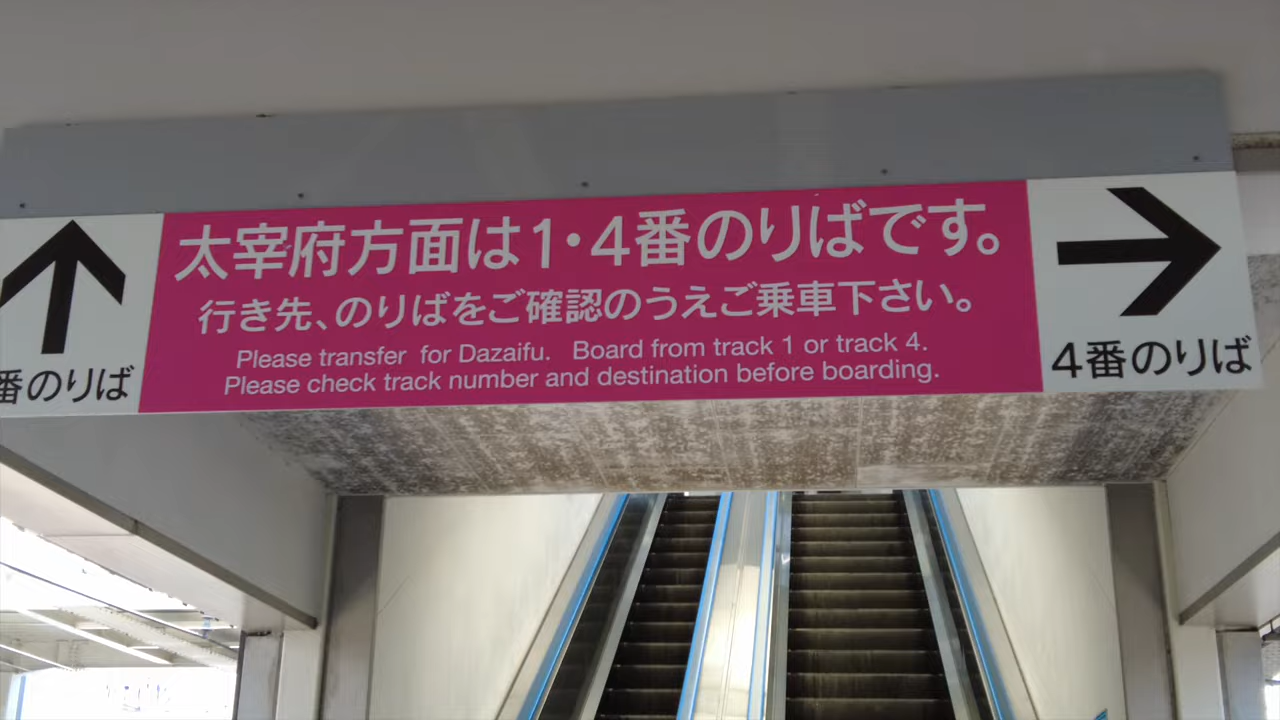 太宰府方面は1・4番のりばです。
行き先、のりばをご確認のうえご乗車下さい。
Please transfer for Dazaifu. Board from track 1 or track 4.
Please check track number and destination before boarding.
番のりば
4番のりば